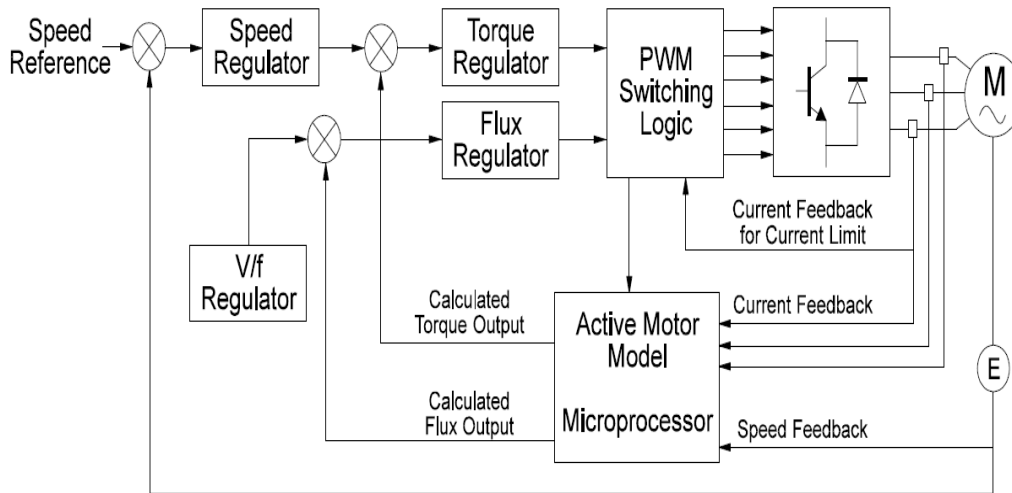 Speed
Reference
Speed
Regulator
Torque
Regulator
PWM
Switching
Logic
M
Flux
Regulator
V/f
Regulator
Current Feedback
for Current Limit
Calculated
Torque Output
Active Motor
Model
Microprocessor
Current Feedback
E
Calculated
Flux Output
Speed Feedback